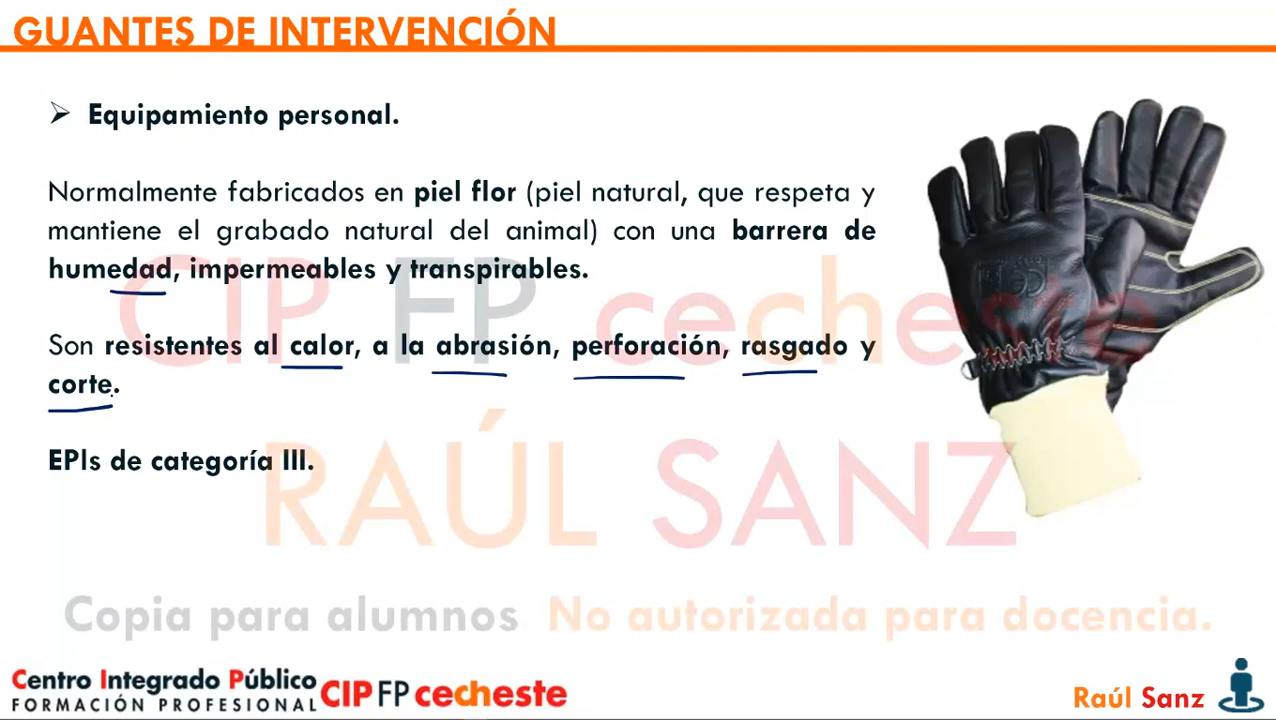 GUANTES DE INTERVENCIÓN
Equipamiento personal.
Normalmente fabricados en piel flor (piel natural, que respeta y
mantiene el grabado natural del animal) con una barrera de
humedad, impermeables y transpirables.
Son resistentes al calor, a la abrasión, perforación, rasgado y
corte.
EPIs de categoría III.
CIP FP cecheste
RAÚL SANZ
Copia para alumnos. No autorizada para docencia.
Centro Integrado Público
FORMACIÓN PROFESIONAL
CIP FP cecheste
Raúl Sanz